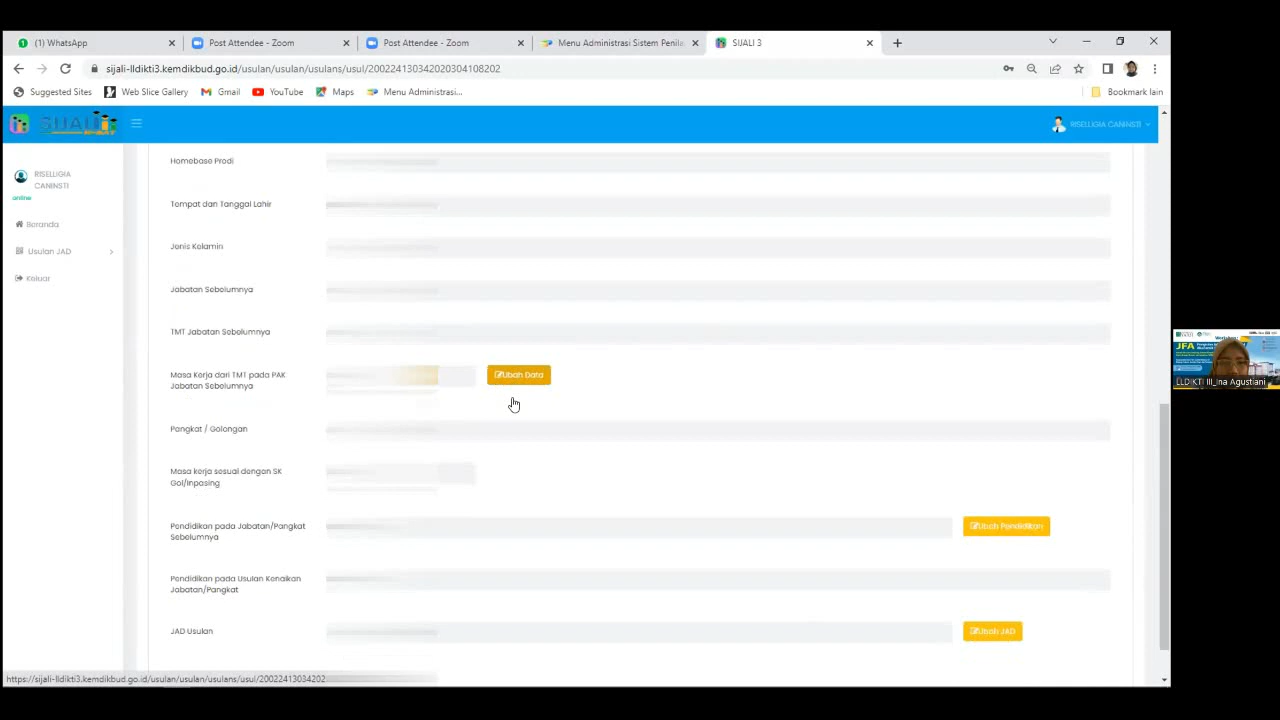 (1) WhatsApp
Post Attendee - Zoom
Post Attendee - Zoom
Menu Administrasi Sistem Penila
SIJALI 3
sijali-lldikti3.kemdikbud.go.id/usulan/usulan/usulans/usul/20022413034202030410820​2
Suggested Sites
Web Slice Gallery
Gmail
YouTube
Maps
Menu Administrasi...
Bookmark lain
SIJALI
RISELLIGIA CANINSTI
RISELLIGIA
CANINSTI
online
Beranda
Usulan JAD
Keluar
Homebase Prodi
Tempat dan Tanggal Lahir
Jenis Kelamin
Jabatan Sebelumnya
TMT Jabatan Sebelumnya
Masa Kerja dari TMT pada PAK
Jabatan Sebelumnya
Ubah Data
Pangkat / Golongan
Masa kerja sesuai dengan SK
Gol/Inpasing
Pendidikan pada Jabatan/Pangkat
Sebelumnya
Ubah Pendidikan
Pendidikan pada Usulan Kenaikan
Jabatan/Pangkat
JAD Usulan
Ubah JAD
https://sijali-lldikti3.kemdikbud.go.id/usulan/usulan/usulans/usul/20022413034202
JFA
LLDIKTI III_Ina Agustiani